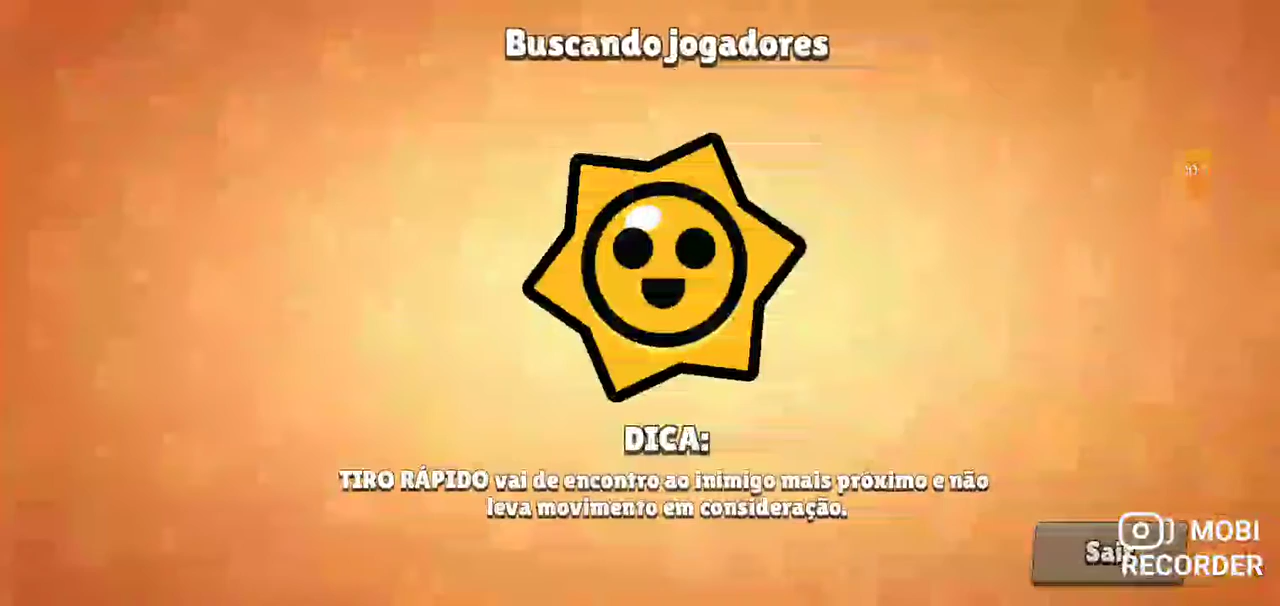 Buscando jogadores
DICA:
TIRO RÁPIDO vai de encontro ao inimigo mais próximo e não
leva movimento em consideração.
Sair
MOBI
RECORDER